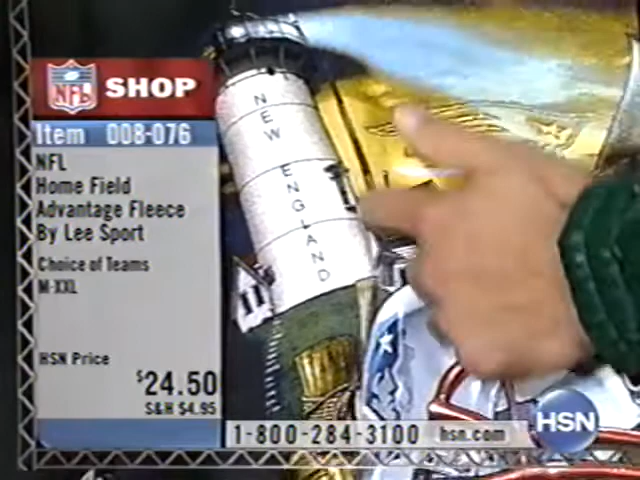 NFL SHOP
Item 008-076
NFL
Home Field
Advantage Fleece
By Lee Sport
Choice of Teams
M-XXL
HSN Price
$24.50
S&H $4.95
NEW ENGLAND
11
1-800-284-3100 hsn.com
HSN